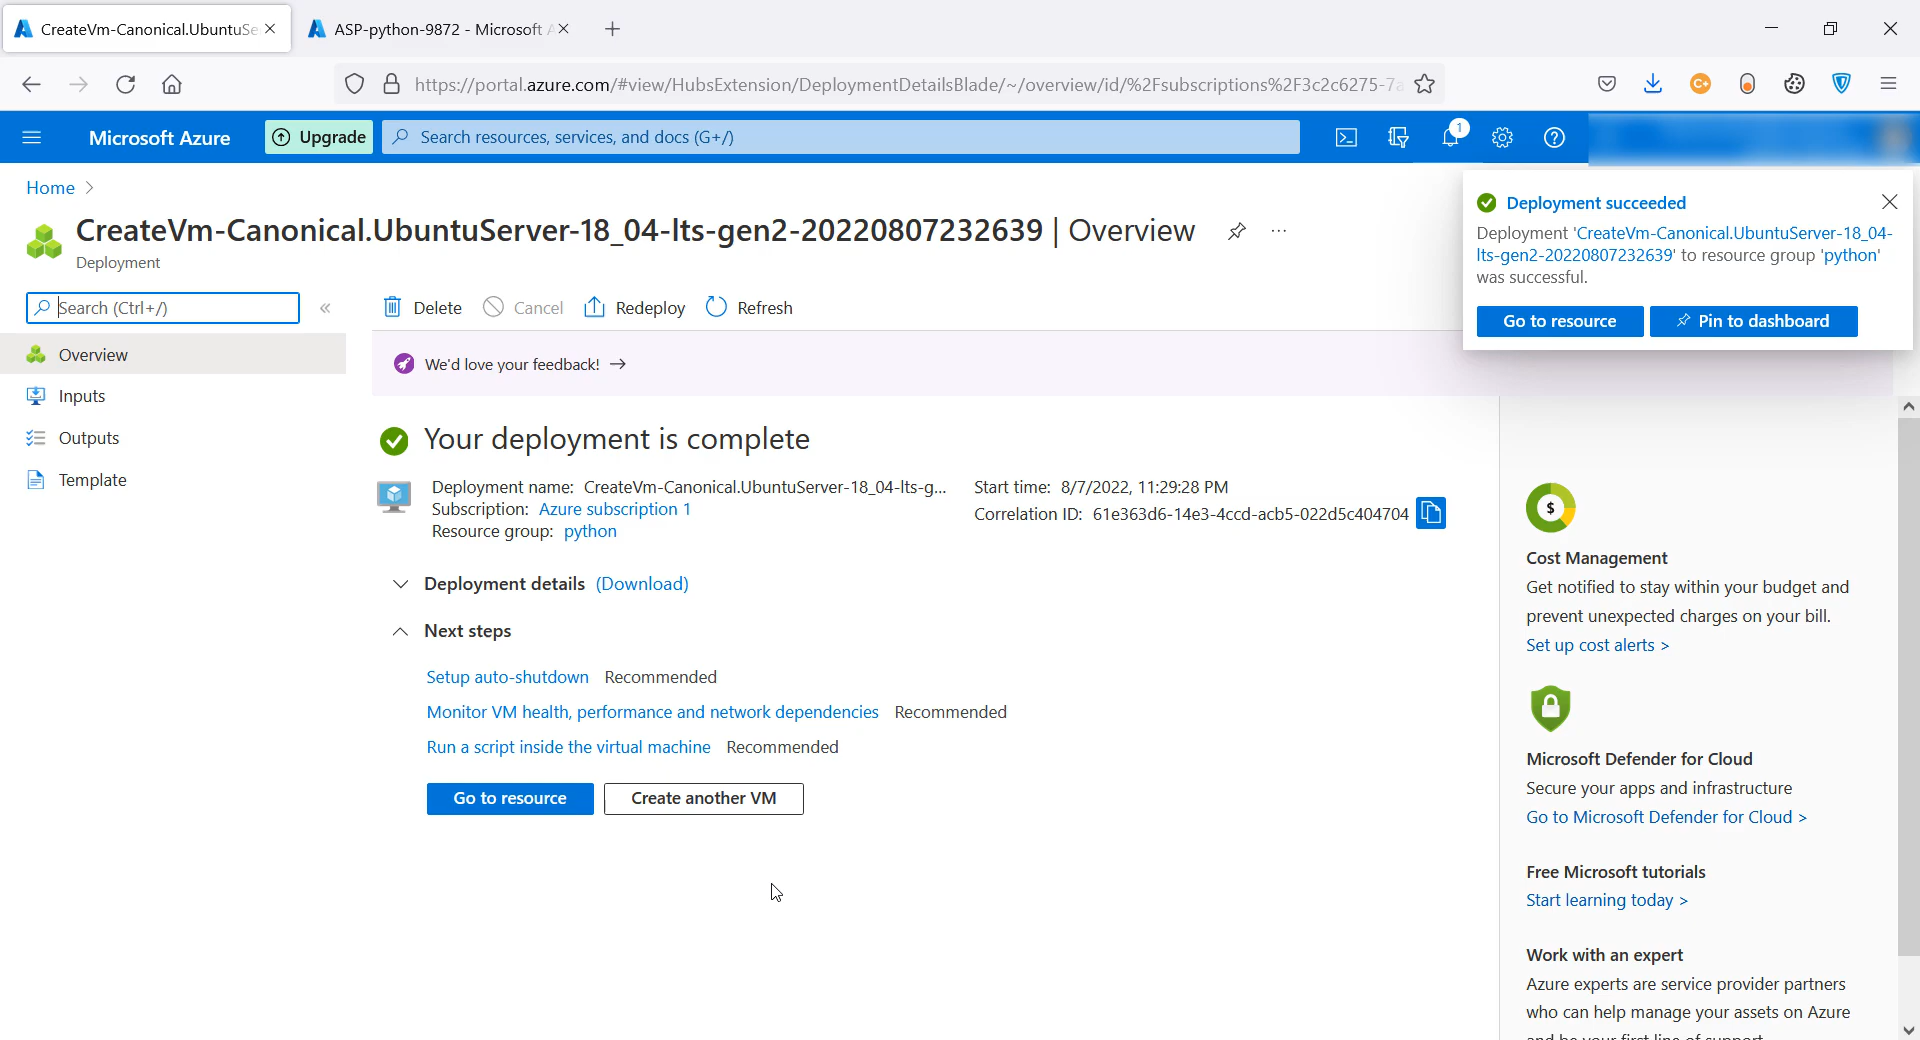 CreateVm-Canonical.UbuntuSe
ASP-python-9872 - Microsoft A
https://portal.azure.com/#view/HubsExtension/DeploymentDetailsBlade/~/overview/id/%2Fsubscriptions%2F3c2c6275-7a
C+
Microsoft Azure
Upgrade
Search resources, services, and docs (G+/)
1
Home >
CreateVm-Canonical.UbuntuServer-18_04-lts-gen2-20220807232639 | Overview
Deployment
Search (Ctrl+/)
«
Delete
Cancel
Redeploy
Refresh
Deployment succeeded
Deployment 'CreateVm-Canonical.UbuntuServer-18_04-
lts-gen2-20220807232639' to resource group 'python'
was successful.
Go to resource
Pin to dashboard
Overview
Inputs
Outputs
Template
We'd love your feedback! →
Your deployment is complete
Deployment name: CreateVm-Canonical.UbuntuServer-18_04-lts-g...
Subscription: Azure subscription 1
Resource group: python
Start time: 8/7/2022, 11:29:28 PM
Correlation ID: 61e363d6-14e3-4ccd-acb5-022d5c404704
Deployment details (Download)
Next steps
Setup auto-shutdown Recommended
Monitor VM health, performance and network dependencies Recommended
Run a script inside the virtual machine Recommended
Go to resource
Create another VM
$
Cost Management
Get notified to stay within your budget and
prevent unexpected charges on your bill.
Set up cost alerts >
Microsoft Defender for Cloud
Secure your apps and infrastructure
Go to Microsoft Defender for Cloud >
Free Microsoft tutorials
Start learning today >
Work with an expert
Azure experts are service provider partners
who can help manage your assets on Azure
and be your first line of support.